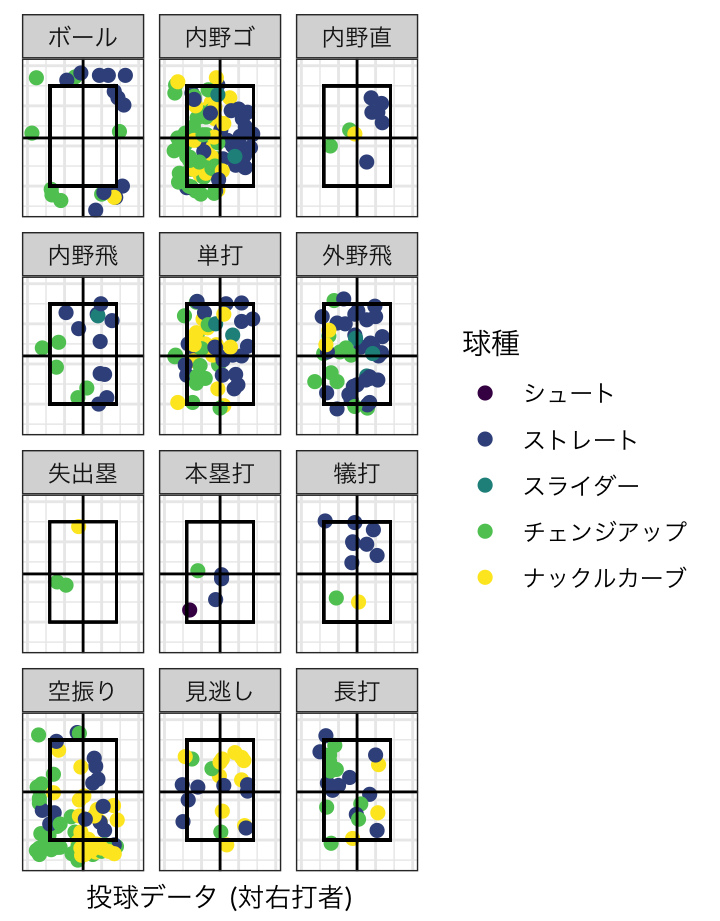 ボール
内野ゴ
内野直
内野飛
単打
外野飛
失出塁
本塁打
犠打
空振り
見逃し
長打
球種
シュート
ストレート
スライダー
チェンジアップ
ナックルカーブ
投球データ (対右打者)